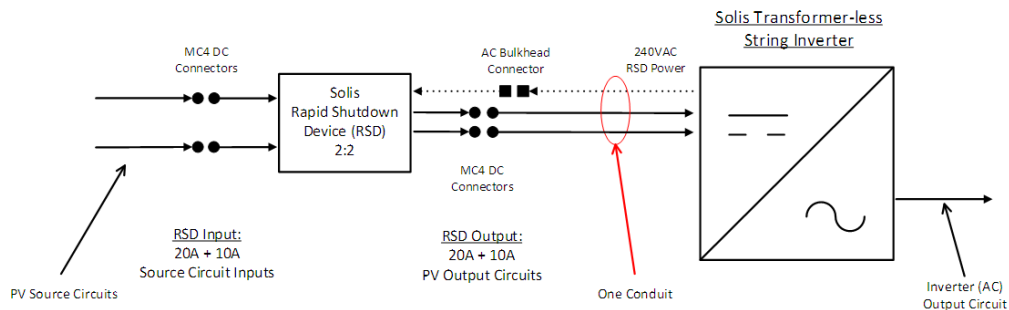 Solis Transformer-less
String Inverter
MC4 DC
Connectors
AC Bulkhead
Connector
240VAC
RSD Power
Solis
Rapid Shutdown
Device (RSD)
2:2
MC4 DC
Connectors
RSD Input:
20A + 10A
Source Circuit Inputs
RSD Output:
20A + 10A
PV Output Circuits
PV Source Circuits
One Conduit
Inverter (AC)
Output Circuit